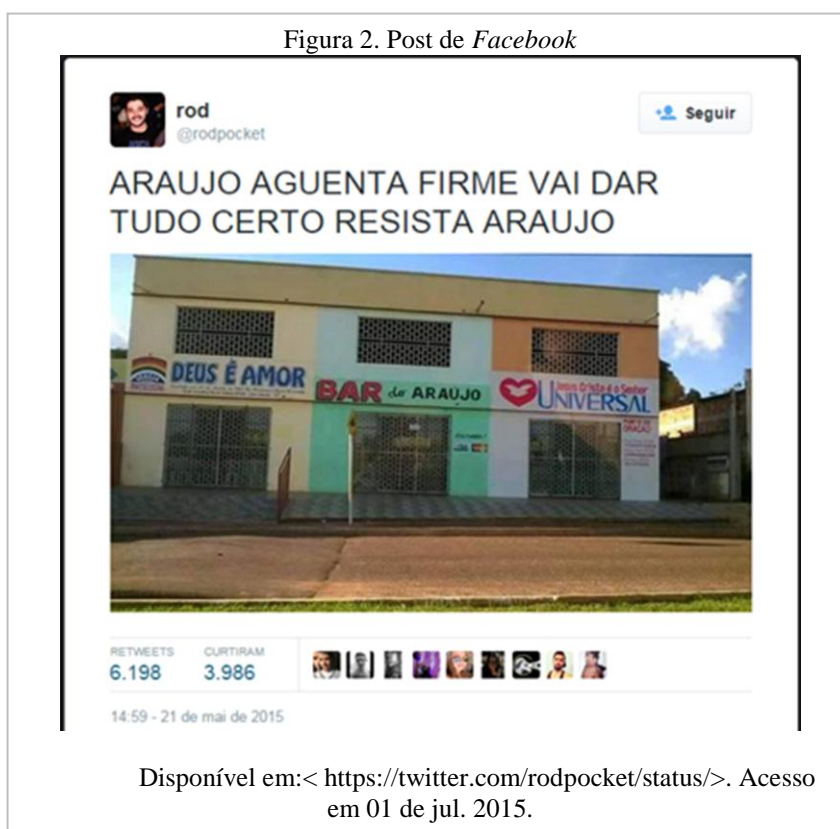 Figura 2. Post de Facebook
rod
@rodpocket
Seguir
ARAUJO AGUENTA FIRME VAI DAR
TUDO CERTO RESISTA ARAUJO
DEUS É AMOR
BAR do ARAÚJO
Jesus Cristo é o Senhor
UNIVERSAL
RETWEETS
6.198
CURTIRAM
3.986
14:59 - 21 de mai de 2015
Disponível em:< https://twitter.com/rodpocket/status/>. Acesso
em 01 de jul. 2015.